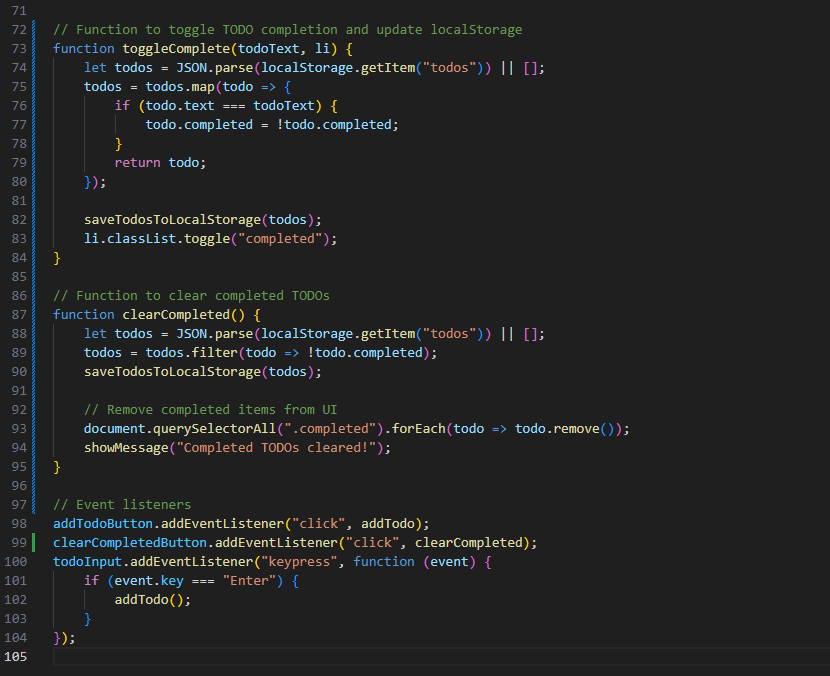 71
72 // Function to toggle TODO completion and update localStorage
73 function toggleComplete(todoText, li) {
74     let todos = JSON.parse(localStorage.getItem("todos")) || [];
75     todos = todos.map(todo => {
76         if (todo.text === todoText) {
77             todo.completed = !todo.completed;
78         }
79         return todo;
80     });
81
82     saveTodosToLocalStorage(todos);
83     li.classList.toggle("completed");
84 }
85
86 // Function to clear completed TODOs
87 function clearCompleted() {
88     let todos = JSON.parse(localStorage.getItem("todos")) || [];
89     todos = todos.filter(todo => !todo.completed);
90     saveTodosToLocalStorage(todos);
91
92     // Remove completed items from UI
93     document.querySelectorAll(".completed").forEach(todo => todo.remove());
94     showMessage("Completed TODOs cleared!");
95 }
96
97 // Event listeners
98 addTodoButton.addEventListener("click", addTodo);
99 clearCompletedButton.addEventListener("click", clearCompleted);
100 todoInput.addEventListener("keypress", function (event) {
101     if (event.key === "Enter") {
102         addTodo();
103     }
104 });
105